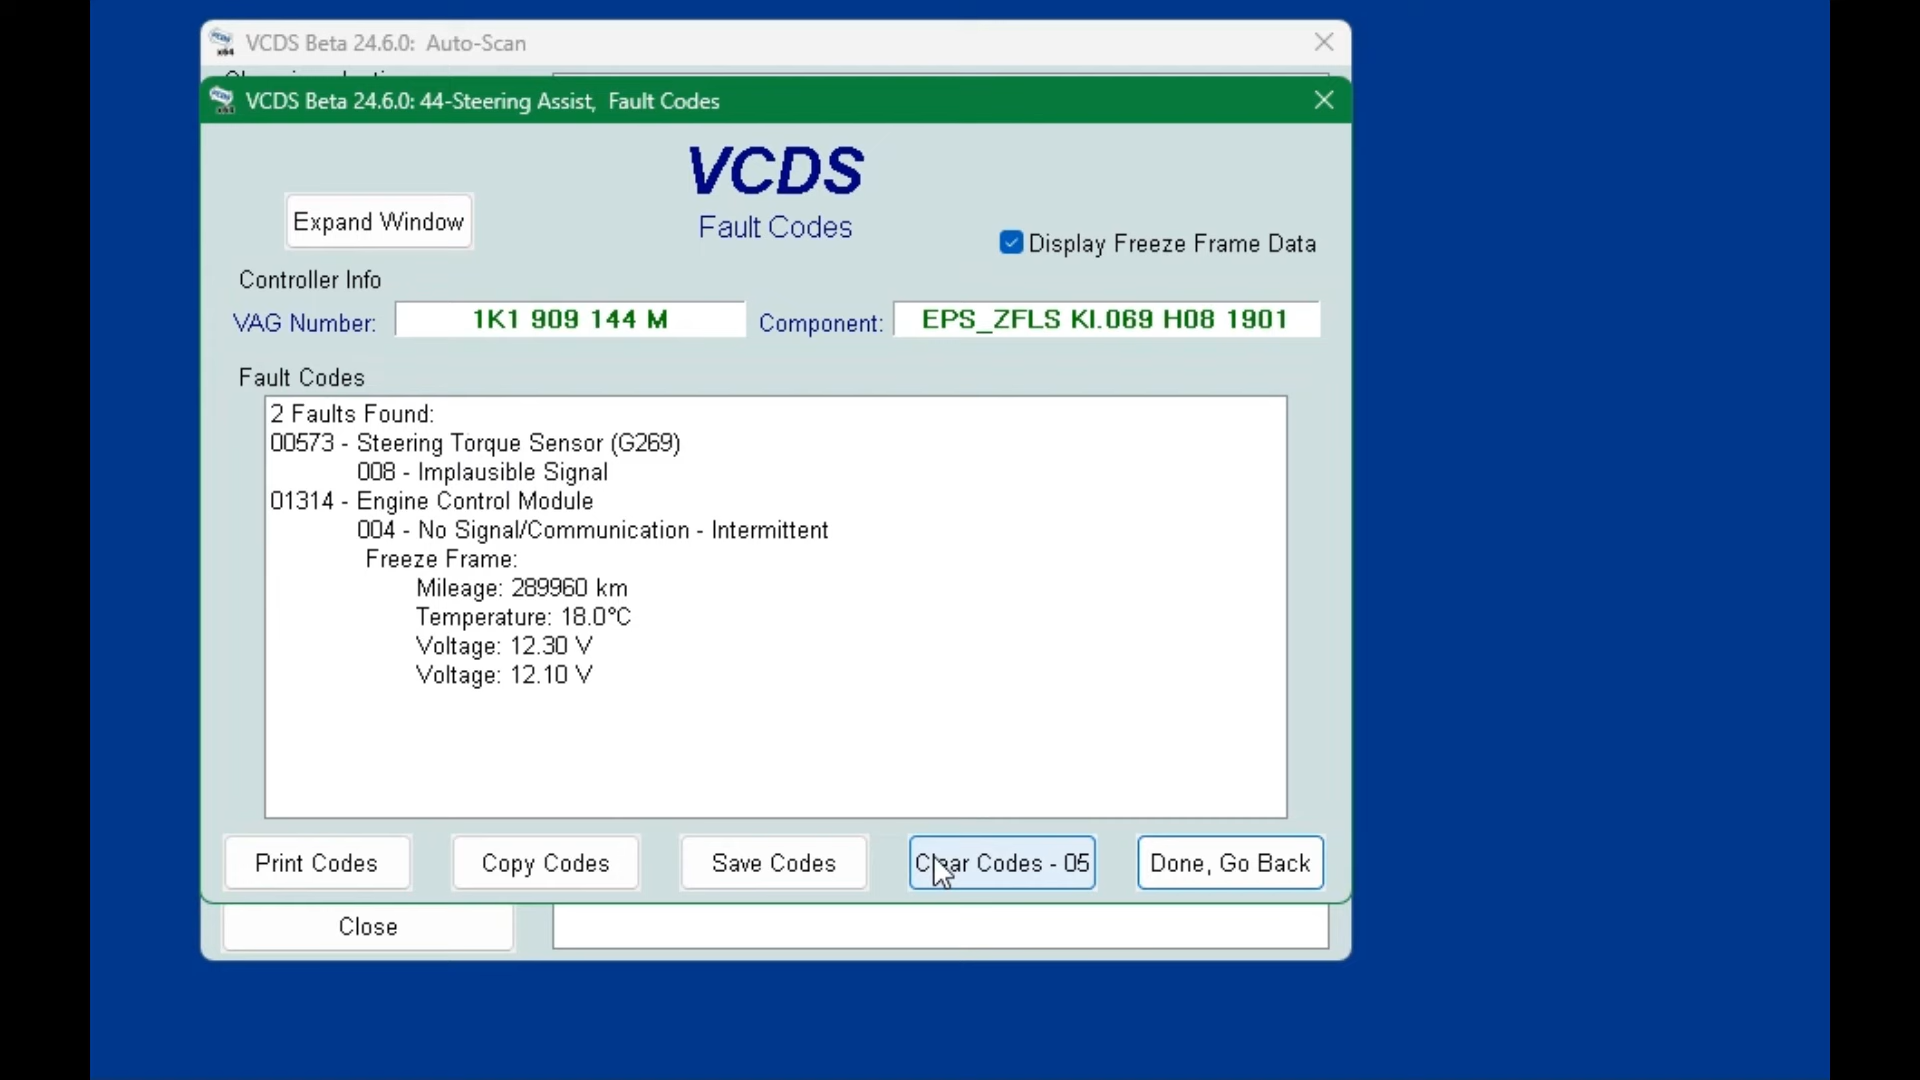 VCDS Beta 24.6.0: Auto-Scan
VCDS Beta 24.6.0: 44-Steering Assist, Fault Codes
VCDS
Fault Codes
Expand Window
Display Freeze Frame Data
Controller Info
VAG Number: 1K1 909 144 M Component: EPS_ZFLS Kl.069 H08 1901
Fault Codes
2 Faults Found:
00573 - Steering Torque Sensor (G269)
008 - Implausible Signal
01314 - Engine Control Module
004 - No Signal/Communication - Intermittent
Freeze Frame:
Mileage: 289960 km
Temperature: 18.0°C
Voltage: 12.30 V
Voltage: 12.10 V
Print Codes Copy Codes Save Codes Clear Codes - 05 Done, Go Back
Close